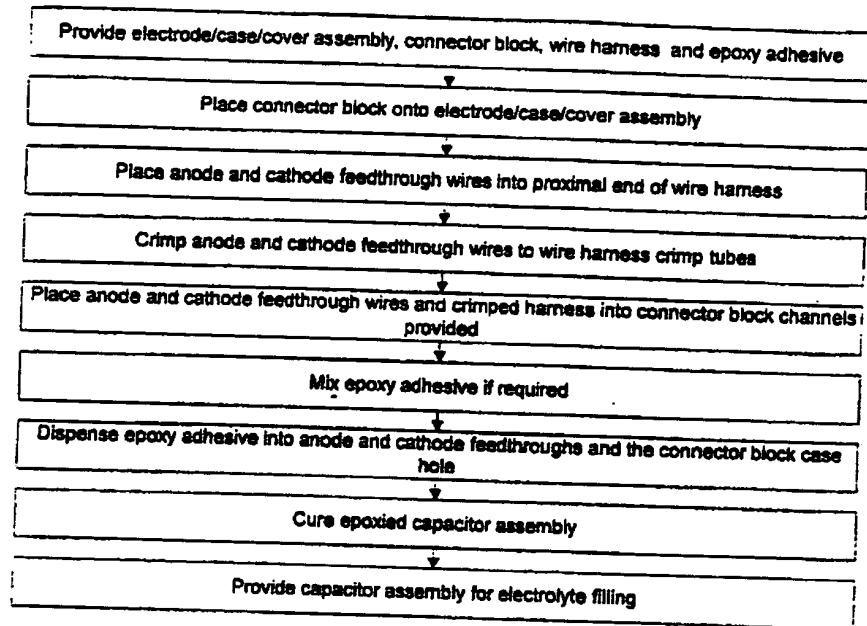 Provide electrode/case/cover assembly, connector block, wire harness and epoxy adhesive
Place connector block onto electrode/case/cover assembly
Place anode and cathode feedthrough wires into proximal end of wire harness
Crimp anode and cathode feedthrough wires to wire harness crimp tubes
Place anode and cathode feedthrough wires and crimped harness into connector block channels
provided
Mix epoxy adhesive if required
Dispense epoxy adhesive into anode and cathode feedthroughs and the connector block case
hole
Cure epoxied capacitor assembly
Provide capacitor assembly for electrolyte filling